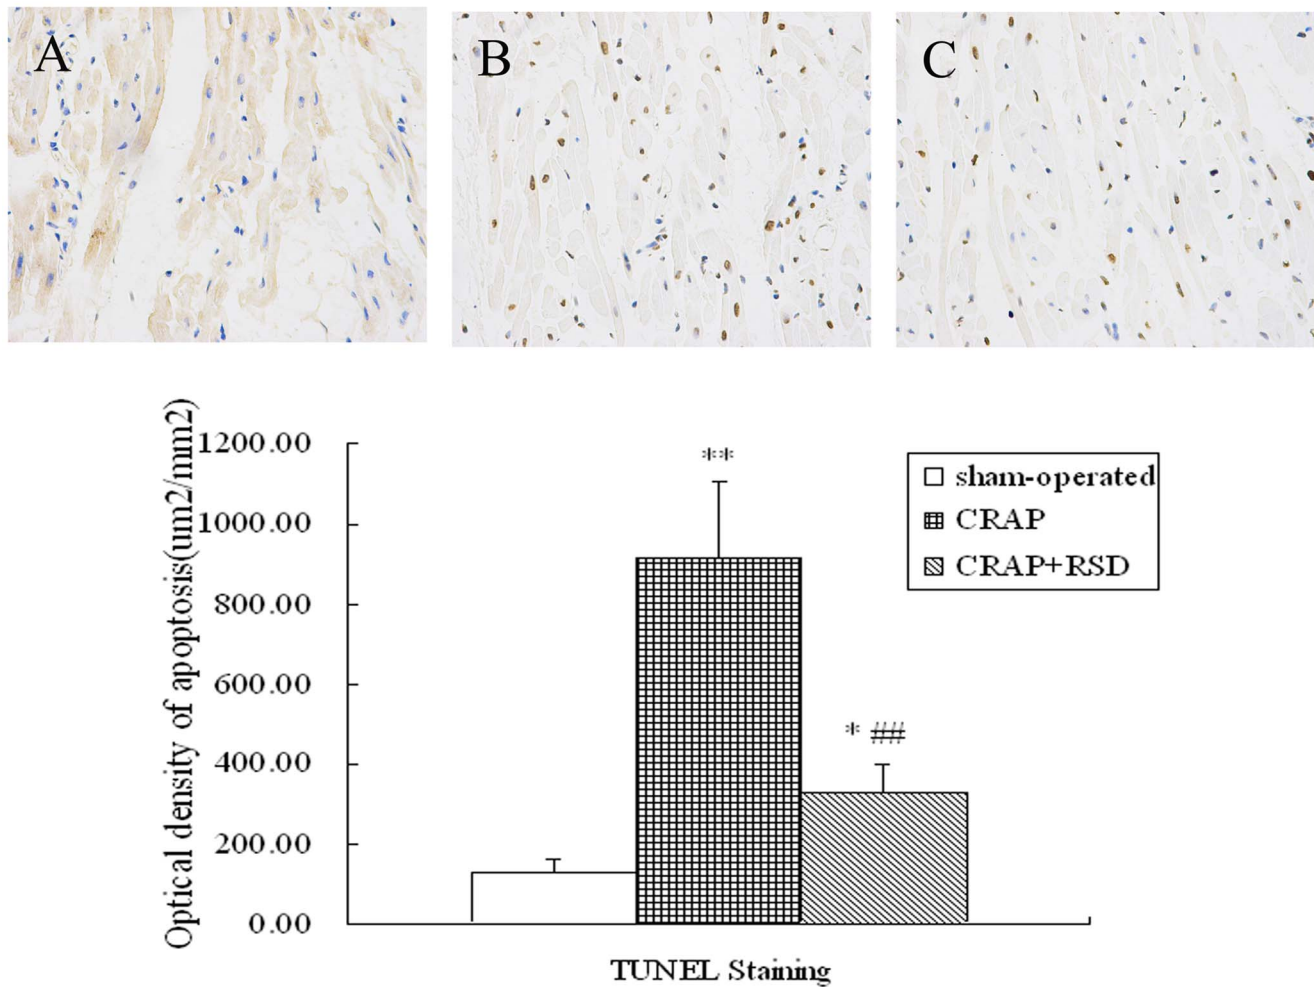 A
B
C
Optical density of apoptosis(um2/mm2)
1200.00
1000.00
800.00
600.00
400.00
200.00
0.00
**
* ##
sham-operated
CRAP
CRAP+RSD
TUNEL Staining